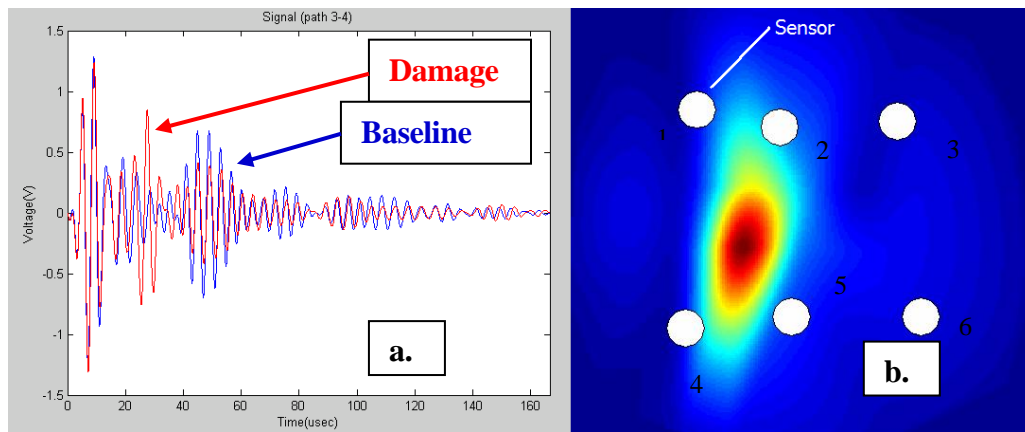 Signal (path 3-4)
1.5
1
0.5
0
-0.5
-1
-1.5
Voltage(V)
0 20 40 60 80 100 120 140 160
Time(usec)
Damage
Baseline
a.
Sensor
1
2
3
5
6
4
b.